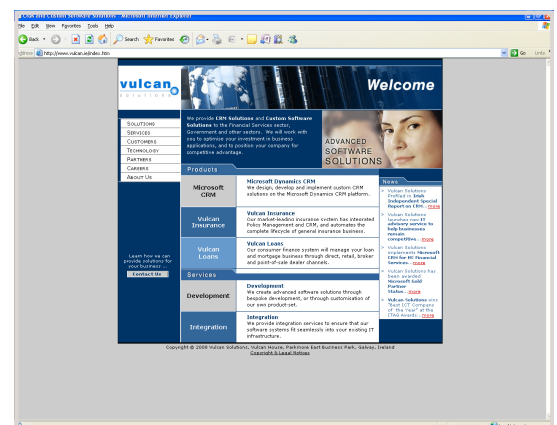 CRM and Custom Software Solutions - Microsoft Internet Explorer
File Edit View Favorites Tools Help
Back Search Favorites
Address http://www.vulcan.ie/index.htm Go Links
vulcan
solutions
Welcome
We provide CRM Solutions and Custom Software
Solutions to the Financial Services sector,
Government and other sectors. We will work with
you to optimise your investment in business
applications, and to position your company for
competitive advantage.
ADVANCED
SOFTWARE
SOLUTIONS
Solutions
Services
Customers
Technology
Partners
Careers
About Us
Learn how we can
provide solutions for
your business ...
Contact Us
Products
Microsoft
CRM
Microsoft Dynamics CRM
We design, develop and implement custom CRM
solutions on the Microsoft Dynamics CRM platform.
Vulcan
Insurance
Vulcan Insurance
Our market-leading insurance system has integrated
Policy Management and CRM, and automates the
complete lifecycle of general insurance business.
Vulcan
Loans
Vulcan Loans
Our consumer finance system will manage your loan
and mortgage business through direct, retail, broker
and point-of-sale dealer channels.
Services
Development
Development
We create advanced software solutions through
bespoke development, or through customisation of
our own product-set.
Integration
Integration
We provide integration services to ensure that our
software systems fit seamlessly into your existing IT
infrastructure.
News
> Vulcan Solutions
Profiled in Irish
Independent Special
Report on CRM...more
> Vulcan Solutions
launches new IT
advisory service to
help businesses
remain
competitive...more
> Vulcan Solutions
implements Microsoft
CRM for HC Financial
Services...more
> Vulcan Solutions has
been awarded
Microsoft Gold
Partner
Status...more
> Vulcan Solutions wins
"Best ICT Company
of the Year" at the
ITAG Awards...more
Copyright © 2008 Vulcan Solutions, Vulcan House, Parkmore East Business Park, Galway, Ireland
Copyright & Legal Notices